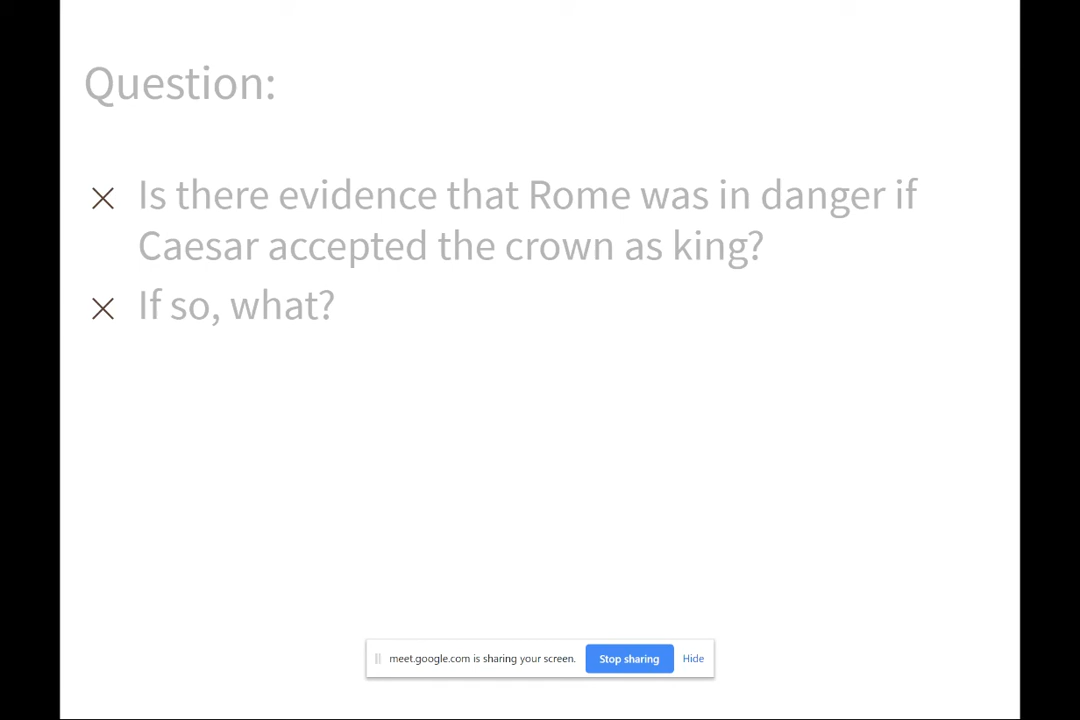 Question:
Is there evidence that Rome was in danger if
Caesar accepted the crown as king?
If so, what?
meet.google.com is sharing your screen. Stop sharing Hide